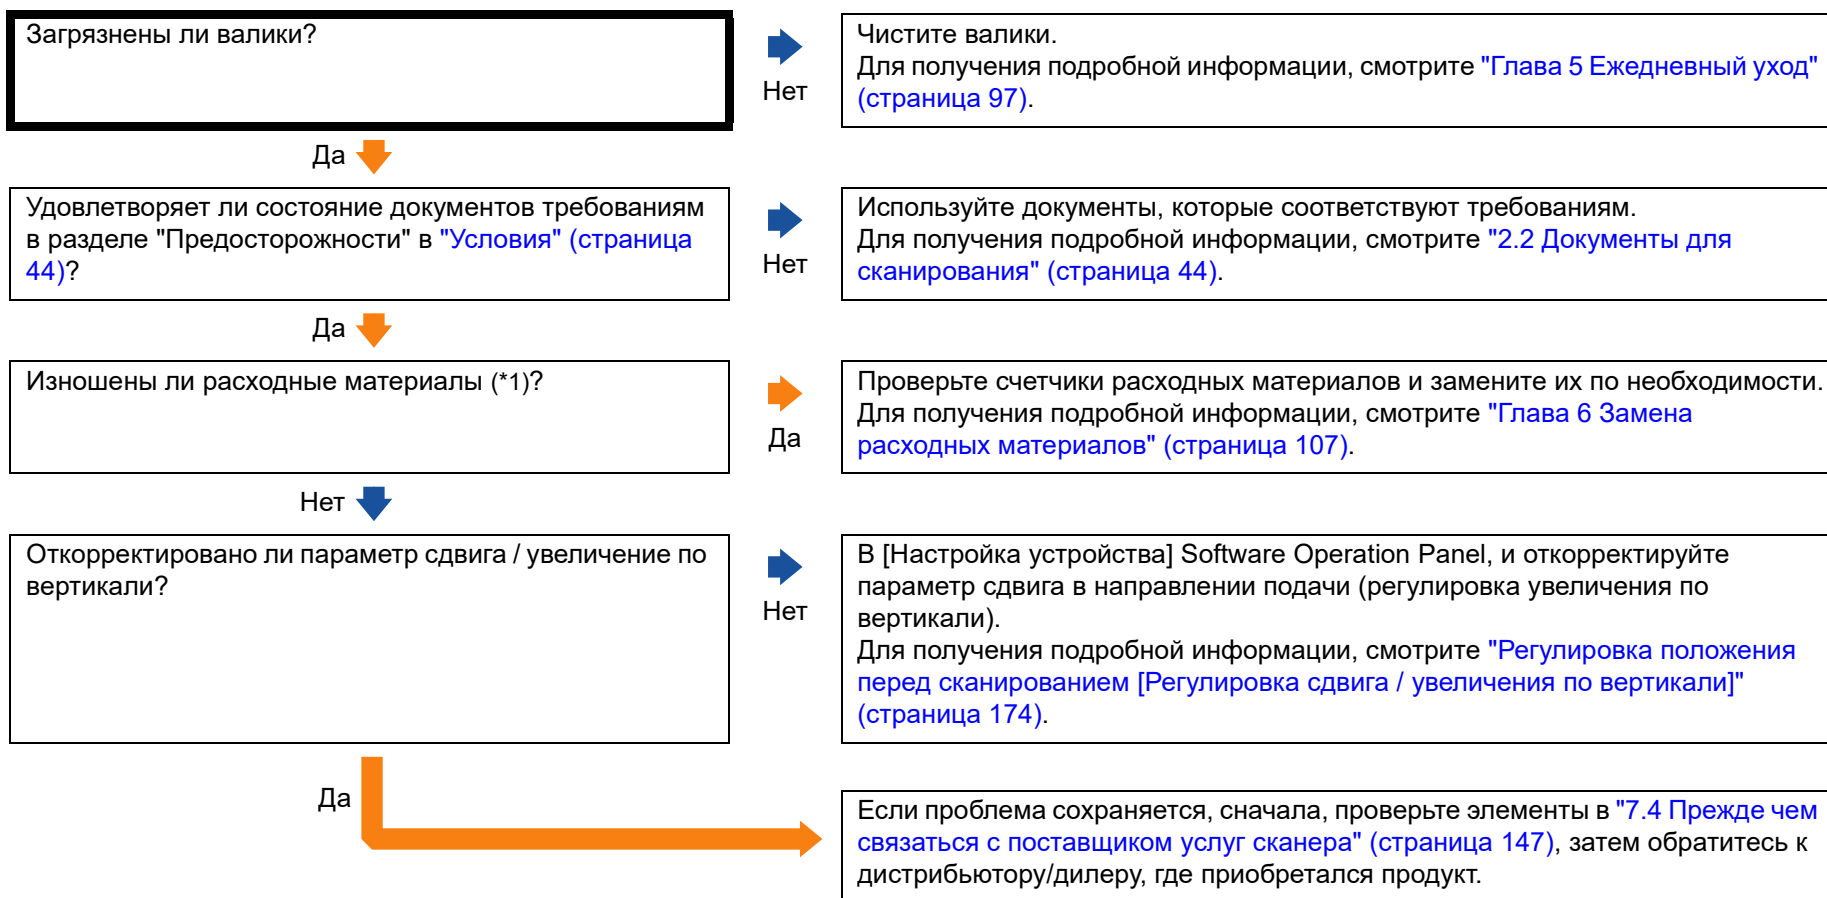 Загрязнены ли валики?
Нет
Чистите валики.
Для получения подробной информации, смотрите "Глава 5 Ежедневный уход"
(страница 97).
Да
Удовлетворяет ли состояние документов требованиям
в разделе "Предосторожности" в "Условия" (страница
44)?
Нет
Используйте документы, которые соответствуют требованиям.
Для получения подробной информации, смотрите "2.2 Документы для
сканирования" (страница 44).
Да
Изношены ли расходные материалы (*1)?
Да
Проверьте счетчики расходных материалов и замените их по необходимости.
Для получения подробной информации, смотрите "Глава 6 Замена
расходных материалов" (страница 107).
Нет
Откорректировано ли параметр сдвига / увеличение по
вертикали?
Нет
В [Настройка устройства] Software Operation Panel, и откорректируйте
параметр сдвига в направлении подачи (регулировка увеличения по
вертикали).
Для получения подробной информации, смотрите "Регулировка положения
перед сканированием [Регулировка сдвига / увеличения по вертикали]"
(страница 174).
Да
Если проблема сохраняется, сначала, проверьте элементы в "7.4 Прежде чем
связаться с поставщиком услуг сканера" (страница 147), затем обратитесь к
дистрибьютору/дилеру, где приобретался продукт.